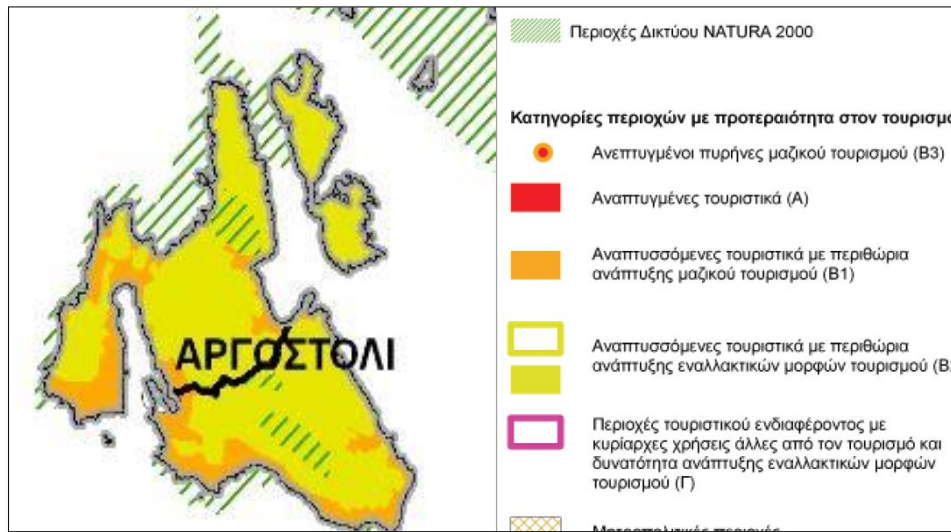 ΑΡΓΟΣΤΟΛΙ
Περιοχές Δικτύου NATURA 2000
Κατηγορίες περιοχών με προτεραιότητα στον τουρισμό
Ανεπτυγμένοι πυρήνες μαζικού τουρισμού (Β3)
Αναπτυγμένες τουριστικά (Α)
Αναπτυσσόμενες τουριστικά με περιθώρια
ανάπτυξης μαζικού τουρισμού (Β1)
Αναπτυσσόμενες τουριστικά με περιθώρια
ανάπτυξης εναλλακτικών μορφών τουρισμού (Β2
Περιοχές τουριστικού ενδιαφέροντος με
κυρίαρχες χρήσεις άλλες από τον τουρισμό και
δυνατότητα ανάπτυξης εναλλακτικών μορφών
τουρισμού (Γ)